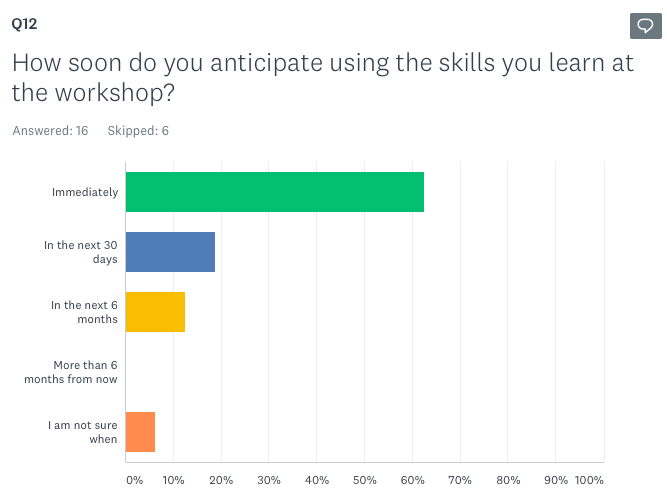 Q12
How soon do you anticipate using the skills you learn at
the workshop?
Answered: 16 Skipped: 6
Immediately
In the next 30
days
In the next 6
months
More than 6
months from now
I am not sure
when
0% 10% 20% 30% 40% 50% 60% 70% 80% 90% 100%